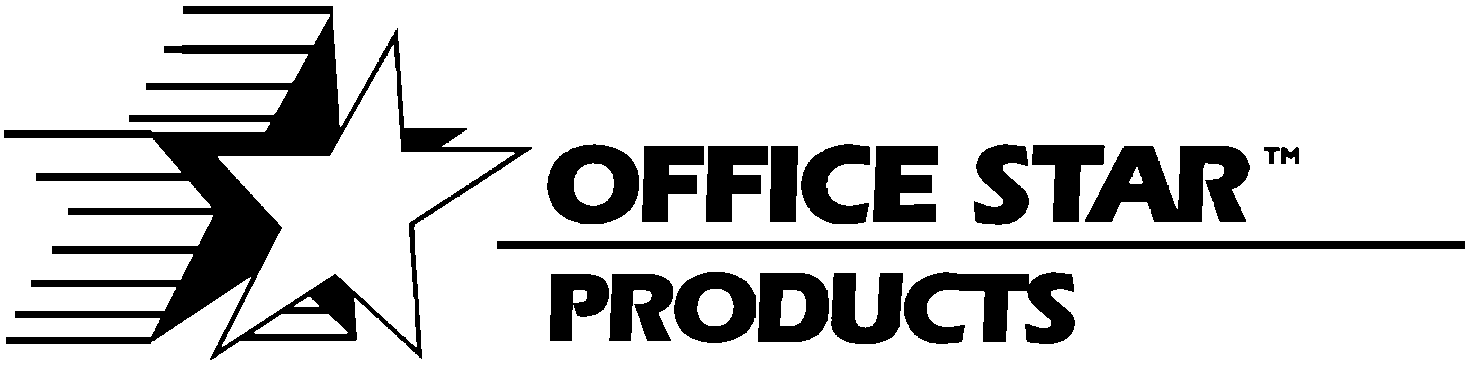 OFFICE STAR™
PRODUCTS